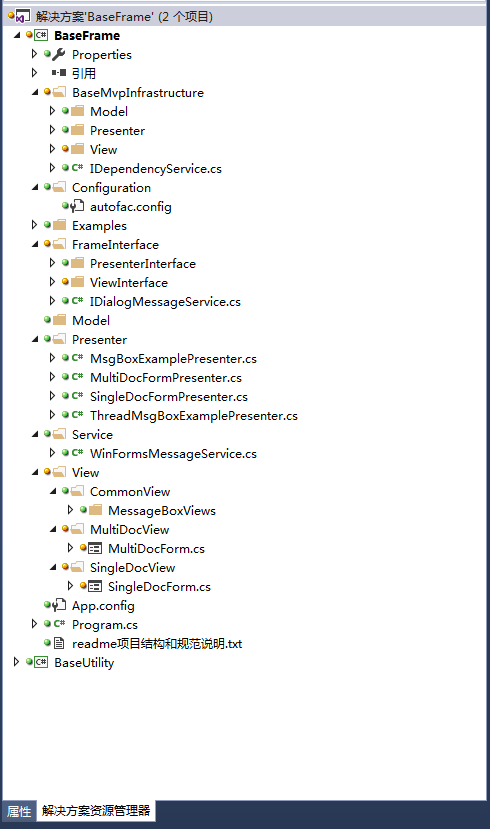 解决方案'BaseFrame' (2 个项目)
C# BaseFrame
Properties
引用
BaseMvpInfrastructure
Model
Presenter
View
C# IDependencyService.cs
Configuration
autofac.config
Examples
FrameInterface
PresenterInterface
ViewInterface
C# IDialogMessageService.cs
Model
Presenter
C# MsgBoxExamplePresenter.cs
C# MultiDocFormPresenter.cs
C# SingleDocFormPresenter.cs
C# ThreadMsgBoxExamplePresenter.cs
Service
C# WinFormsMessageService.cs
View
CommonView
MessageBoxViews
MultiDocView
MultiDocForm.cs
SingleDocView
SingleDocForm.cs
App.config
C# Program.cs
readme项目结构和规范说明.txt
C# BaseUtility
属性 解决方案资源管理器